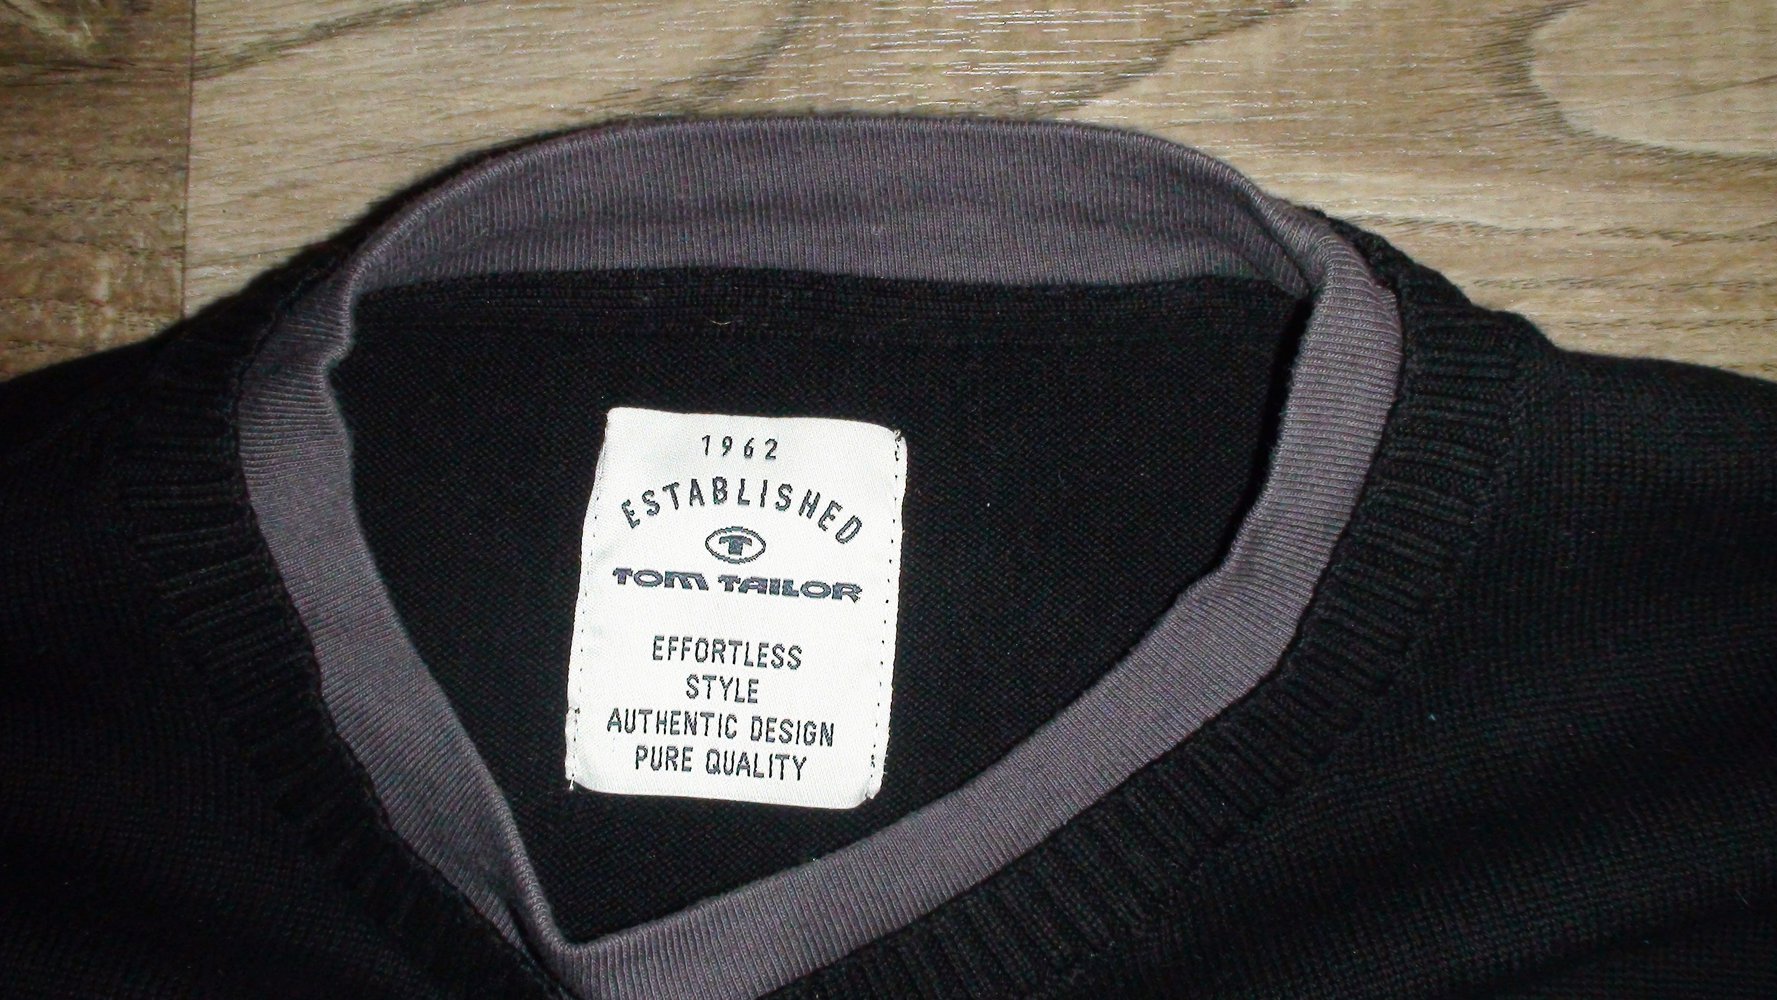 1962
ESTABLISHED
T
TOM TAILOR
EFFORTLESS
STYLE
AUTHENTIC DESIGN
PURE QUALITY